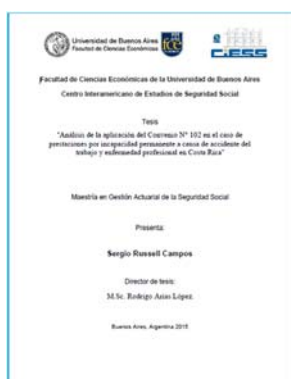 Universidad de Buenos Aires
Facultad de Ciencias Económicas
fce
CIESS
Facultad de Ciencias Económicas de la Universidad de Buenos Aires
Centro Interamericano de Estudios de Seguridad Social
Tesis
"Análisis de la aplicación del Convenio N° 102 en el caso de
prestaciones por incapacidad permanente a causa de accidente del
trabajo y enfermedad profesional en Costa Rica"
Maestría en Gestión Actuarial de la Seguridad Social
Presenta:
Sergio Russell Campos
Director de tesis:
M.Sc. Rodrigo Arias López
Buenos Aires, Argentina 2015